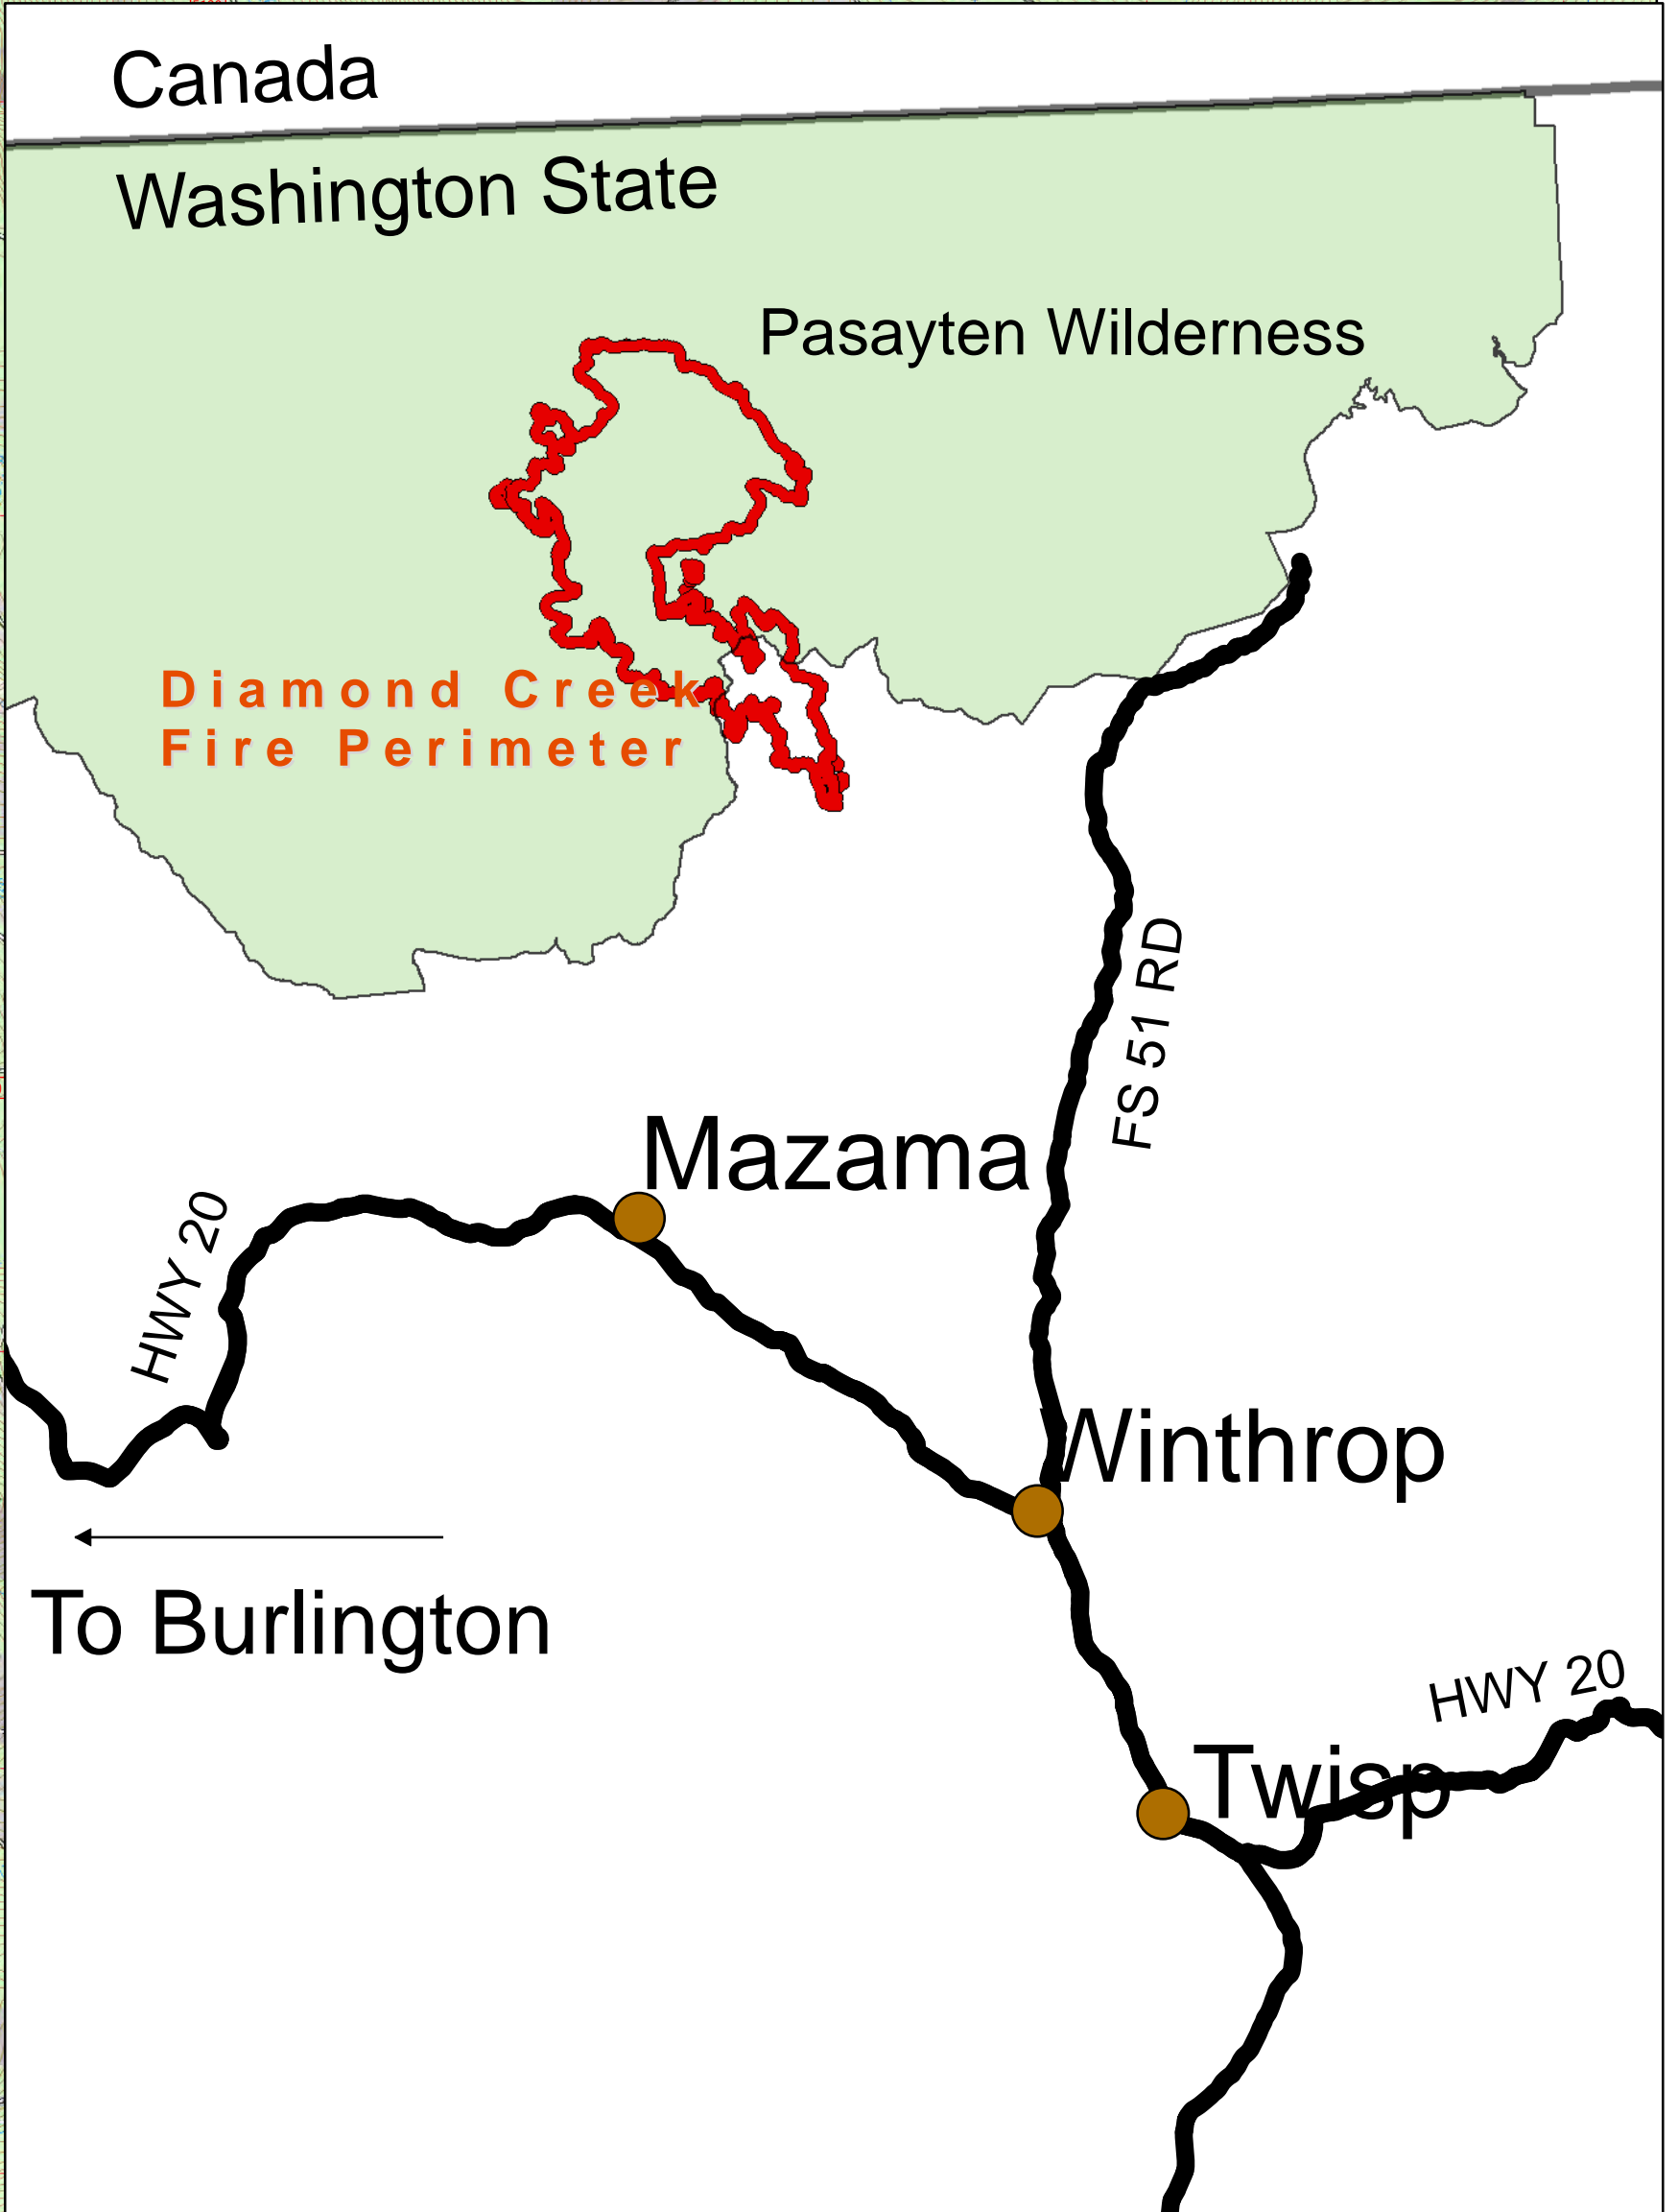 Canada
Washington State
Pasayten Wilderness
Diamond Creek
Fire Perimeter
FS 51 RD
Mazama
HWY 20
Winthrop
To Burlington
HWY 20
Twisp